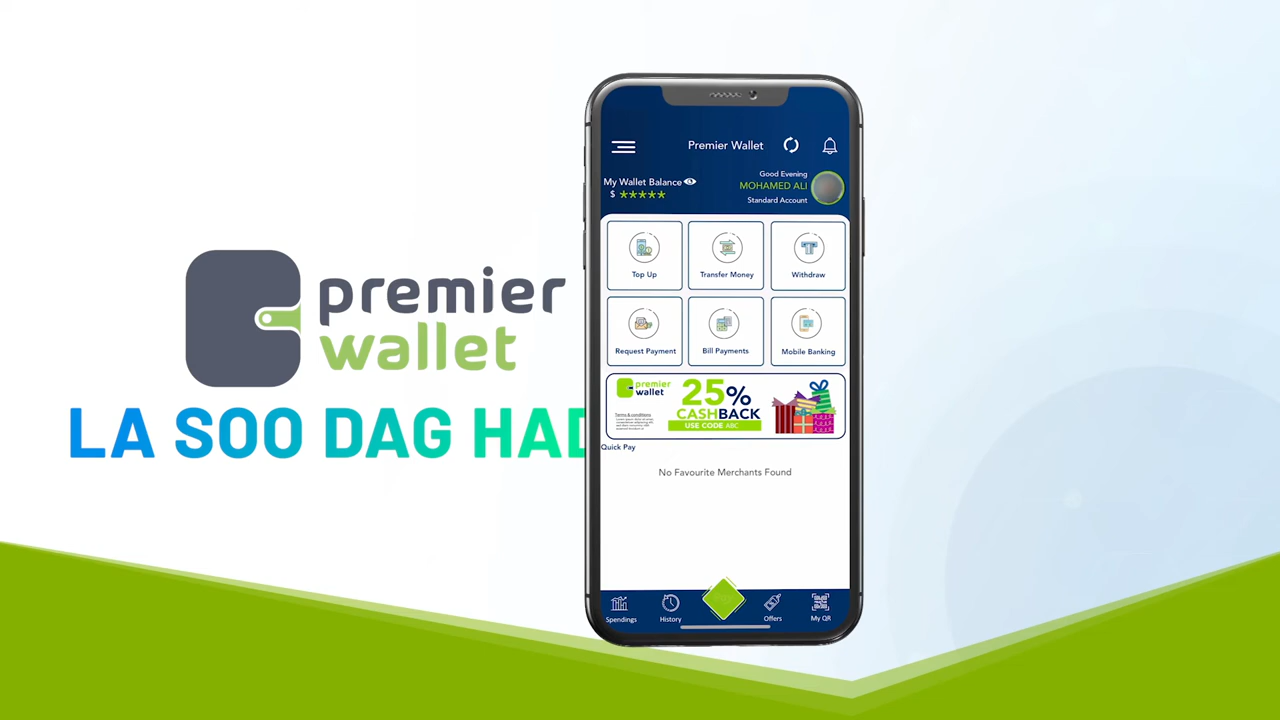 premier
wallet
LA SOO DAG HAD
Premier Wallet
My Wallet Balance
$ *****
Good Evening
MOHAMED ALI
Standard Account
Top Up
Transfer Money
Withdraw
Request Payment
Bill Payments
Mobile Banking
premier
wallet
Terms & conditions
25%
CASHBACK
USE CODE ABC
Quick Pay
No Favourite Merchants Found
Spendings
History
Offers
My QR